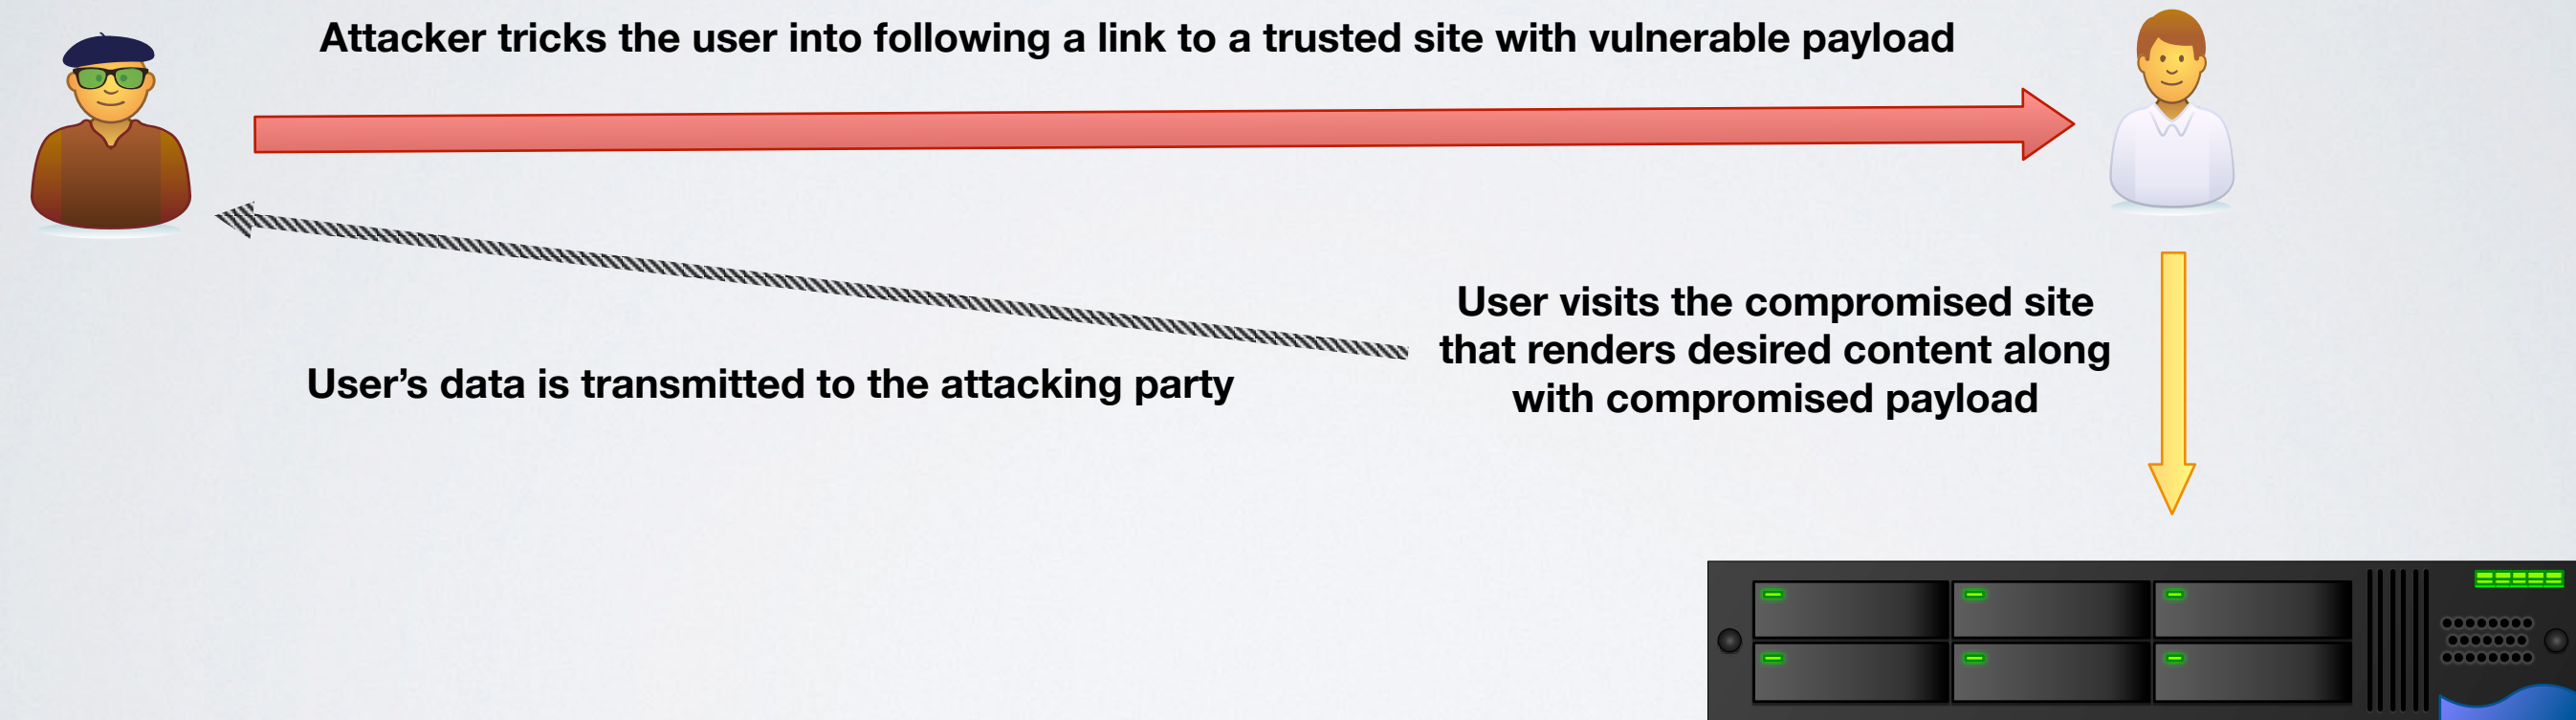 Attacker tricks the user into following a link to a trusted site with vulnerable payload
User visits the compromised site
that renders desired content along
with compromised payload
User’s data is transmitted to the attacking party